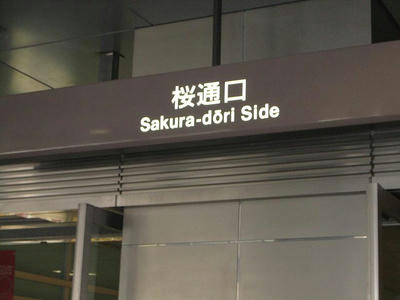 桜通口
Sakura-dōri Side